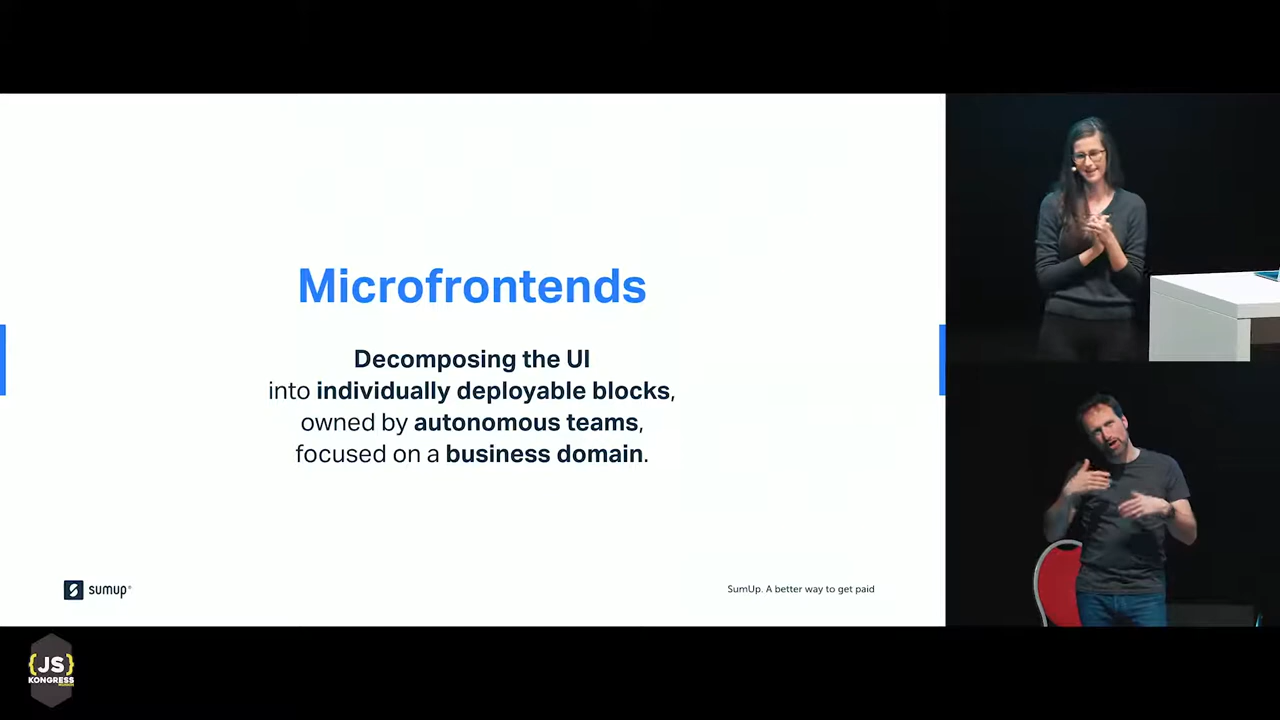 Microfrontends
Decomposing the UI
into individually deployable blocks,
owned by autonomous teams,
focused on a business domain.
sumup®
SumUp. A better way to get paid
{JS}
KONGRESS